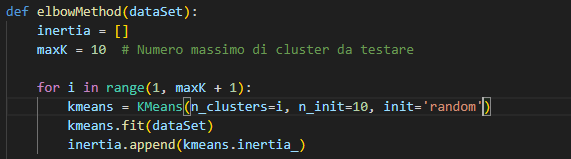 def elbowMethod(dataSet):
    inertia = []
    maxK = 10  # Numero massimo di cluster da testare

    for i in range(1, maxK + 1):
        kmeans = KMeans(n_clusters=i, n_init=10, init='random')
        kmeans.fit(dataSet)
        inertia.append(kmeans.inertia_)